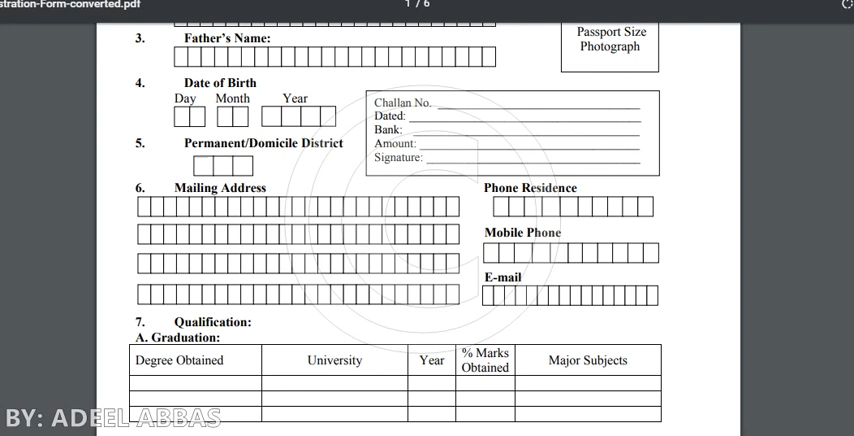 stration-Form-converted.pdf
1 / 6
3. Father's Name:
Passport Size
Photograph
4. Date of Birth
Day Month Year
Challan No.
Dated:
Bank:
Amount:
Signature:
5. Permanent/Domicile District
6. Mailing Address
Phone Residence
Mobile Phone
E-mail
7. Qualification:
A. Graduation:
Degree Obtained University Year % Marks Obtained Major Subjects
BY: ADEEL ABBAS